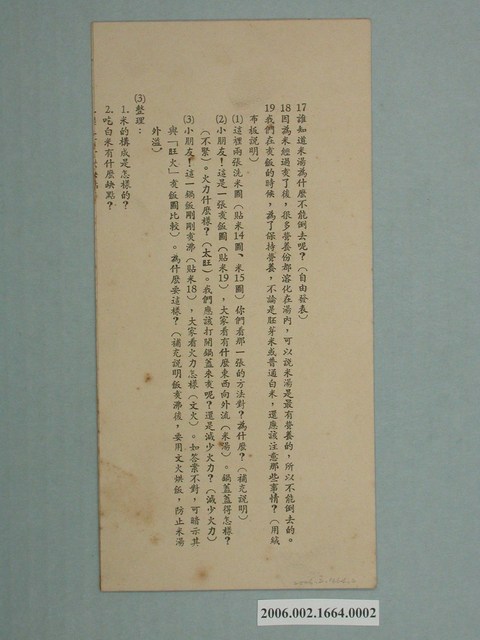 17誰知道米湯為什麼不能倒去呢？（自由發表）
18因為米經過煑了後，很多營養份都溶化在湯內，可以說米湯是最有營養的，所以不能倒去的。
19我們在煑飯的時候，為了保持營養，不論是胚芽米或普通白米，還應該注意那些事情？（用絨
布板說明）
(1)這裡兩張洗米圖（貼米14圖、米15圖）你們看那一張的方法對？為什麼？（補充說明）
(2)小朋友！這是一張煑飯圖（貼米19），大家看有什麼東西向外流（米湯）。鍋蓋蓋得怎樣？
（不緊）。火力什麼樣？（太旺）。我們應該打開鍋蓋來煑呢？還是減少火力？（減少火力）
(3)小朋友！這一鍋飯剛剛煑沸（貼米18），大家看火力怎樣（文火）。如答案不對，可暗示其
與「旺火」煑飯圖比較）。為什麼要這樣？（補充說明飯煑沸後，要用文火烘飯，防止米湯
外溢）
(3)整理：
1.米的構成是怎樣的？
2.吃白米有什麼缺點？
2006.002.1664.0002